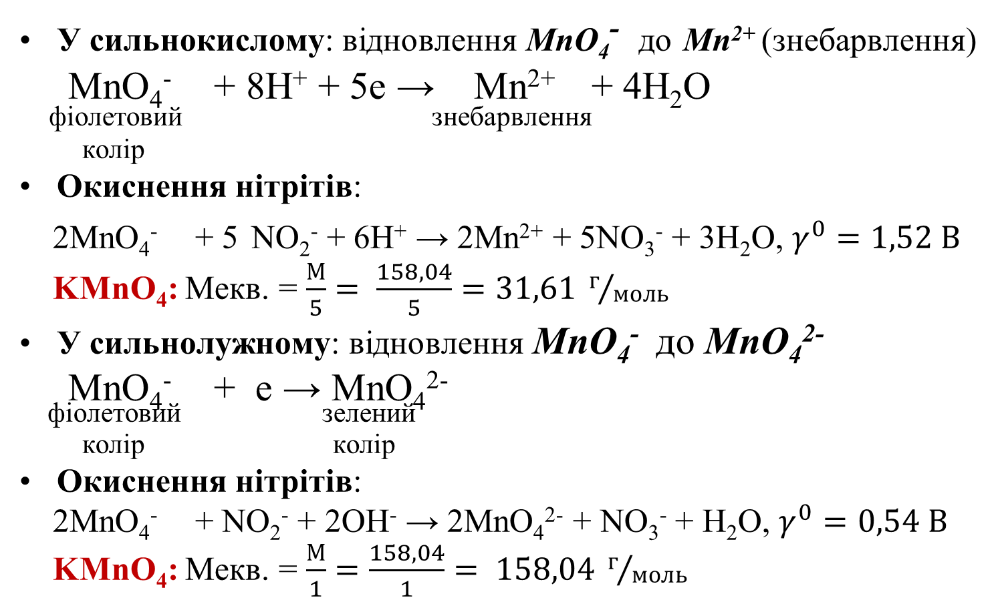 • У сильнокислому: відновлення MnO₄⁻ до Mn²⁺ (знебарвлення)
MnO₄⁻ + 8H⁺ + 5e → Mn²⁺ + 4H₂O
фіолетовий знебарвлення
колір
• Окиснення нітрітів:
2MnO₄⁻ + 5 NO₂⁻ + 6H⁺ → 2Mn²⁺ + 5NO₃⁻ + 3H₂O, γ⁰ = 1,52 В
KMnO₄: Мекв. = М/5 = 158,04/5 = 31,61 г/моль
• У сильнолужному: відновлення MnO₄⁻ до MnO₄²⁻
MnO₄⁻ + e → MnO₄²⁻
фіолетовий зелений
колір колір
• Окиснення нітрітів:
2MnO₄⁻ + NO₂⁻ + 2OH⁻ → 2MnO₄²⁻ + NO₃⁻ + H₂O, γ⁰ = 0,54 В
KMnO₄: Мекв. = М/1 = 158,04/1 = 158,04 г/моль